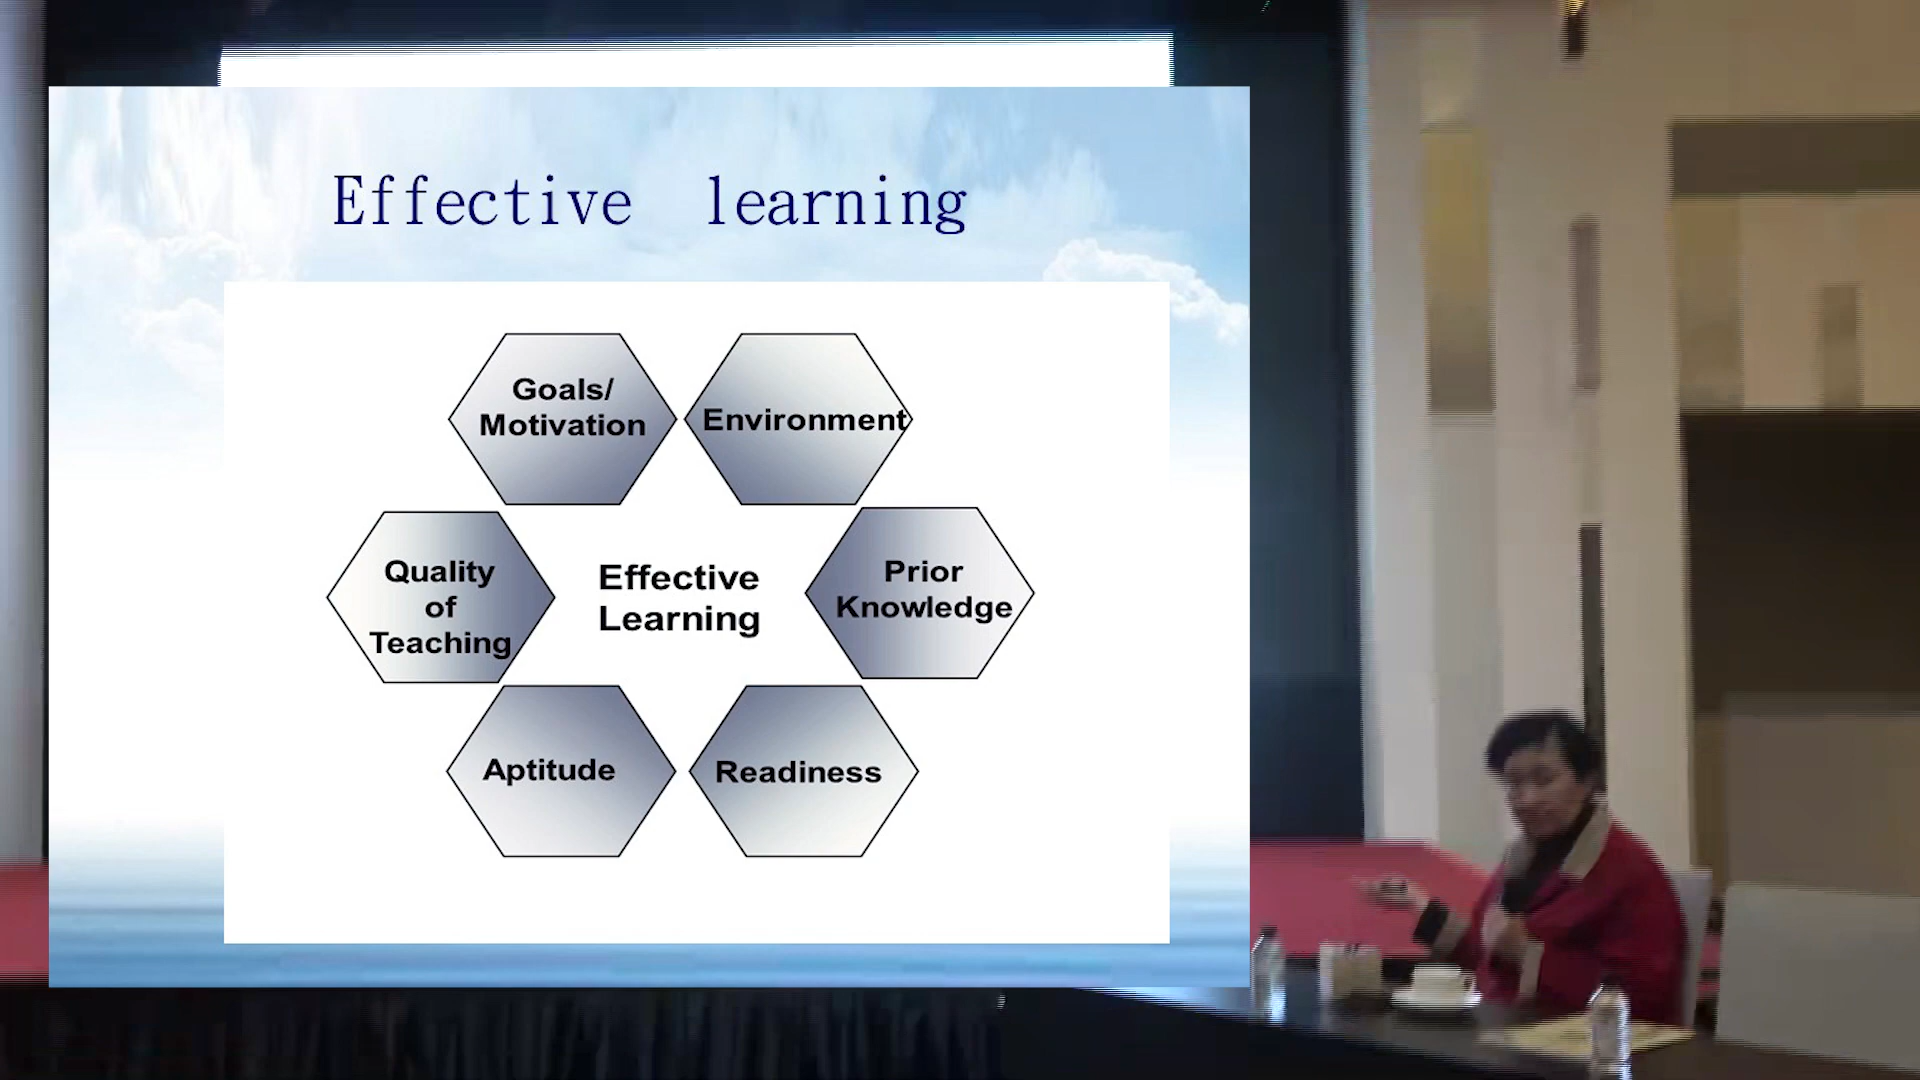 Effective learning
Goals/
Motivation
Environment
Quality
of
Teaching
Effective
Learning
Prior
Knowledge
Aptitude
Readiness